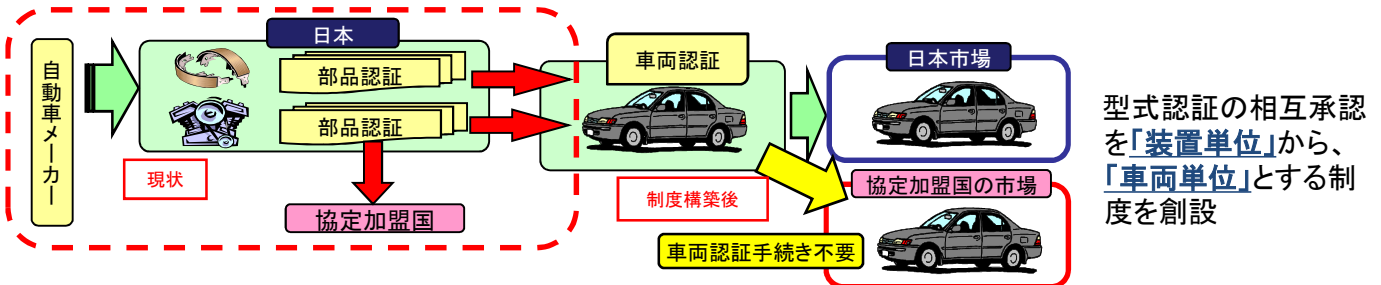 自動車メーカー
日本
部品認証
部品認証
現状
協定加盟国
車両認証
制度構築後
日本市場
協定加盟国の市場
車両認証手続き不要
型式認証の相互承認
を「装置単位」から、
「車両単位」とする制
度を創設